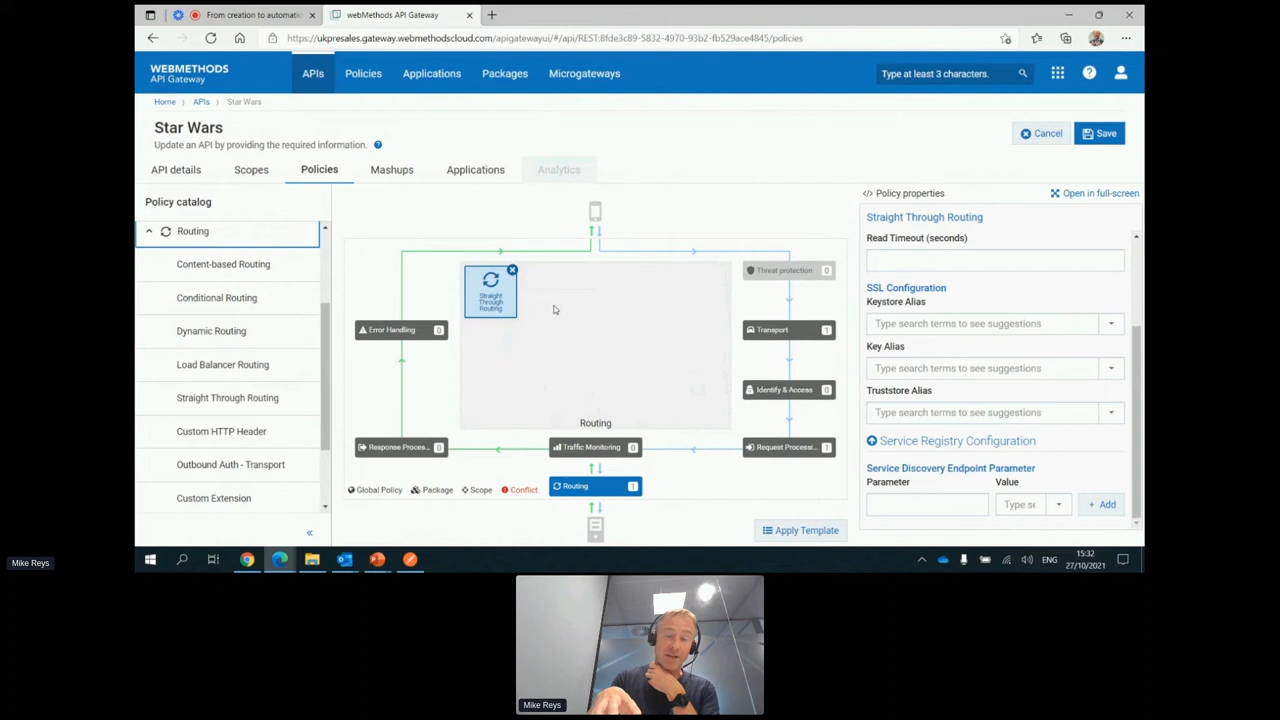 From creation to automatic
webMethods API Gateway
https://ukpresales.gateway.webmethodscloud.com/apigatewayui/#/api/REST:8fde3c89-5832-4970-93b2-fb529ace4845/policies
WEBMETHODS
API Gateway
APIs
Policies
Applications
Packages
Microgateways
Type at least 3 characters.
Home
APIs
Star Wars
Star Wars
Update an API by providing the required information.
Cancel
Save
API details
Scopes
Policies
Mashups
Applications
Analytics
Policy catalog
Routing
Content-based Routing
Conditional Routing
Dynamic Routing
Load Balancer Routing
Straight Through Routing
Custom HTTP Header
Outbound Auth - Transport
Custom Extension
«
Straight
Through
Routing
Error Handling 0
Threat protection 0
Transport 1
Identify & Access 0
Routing
Response Proces... 0
Traffic Monitoring 0
Request Processi... 1
Routing 1
Global Policy
Package
Scope
Conflict
Apply Template
</> Policy properties
Open in full-screen
Straight Through Routing
Read Timeout (seconds)
SSL Configuration
Keystore Alias
Type search terms to see suggestions
Key Alias
Type search terms to see suggestions
Truststore Alias
Type search terms to see suggestions
Service Registry Configuration
Service Discovery Endpoint Parameter
Parameter
Value
Type se
+ Add
ENG
15:32
27/10/2021
Mike Reys
Mike Reys